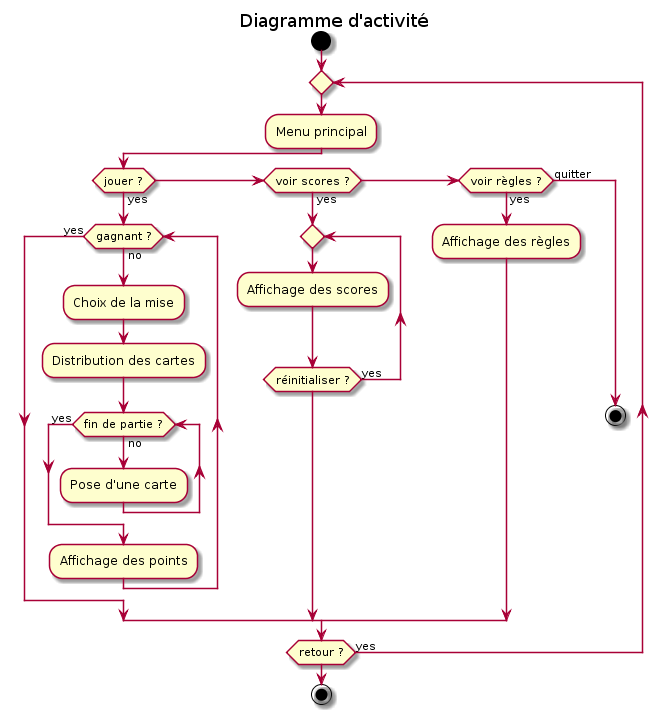 Diagramme d'activité
Menu principal
jouer ?
voir scores ?
voir règles ?
quitter
yes
yes
yes
yes
gagnant ?
no
Affichage des règles
Choix de la mise
Affichage des scores
Distribution des cartes
réinitialiser ?
yes
yes
fin de partie ?
no
Pose d'une carte
Affichage des points
retour ?
yes